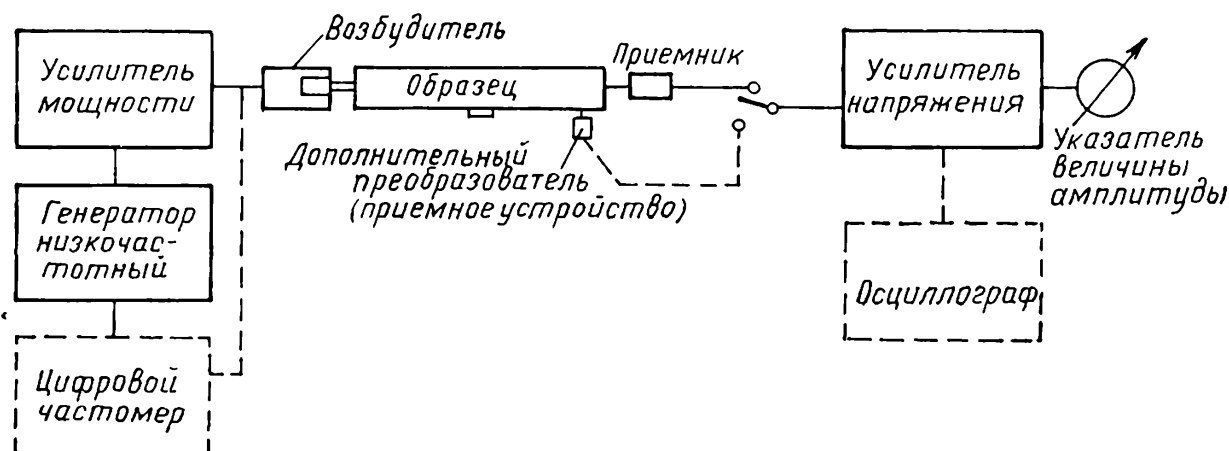 Возбудитель
Усилитель
мощности
Образец
Приемник
Усилитель
напряжения
Указатель
величины
амплитуды
Дополнительный
преобразователь
(приемное устройство)
Генератор
низкочас-
тотный
Осциллограф
Цифровой
частомер